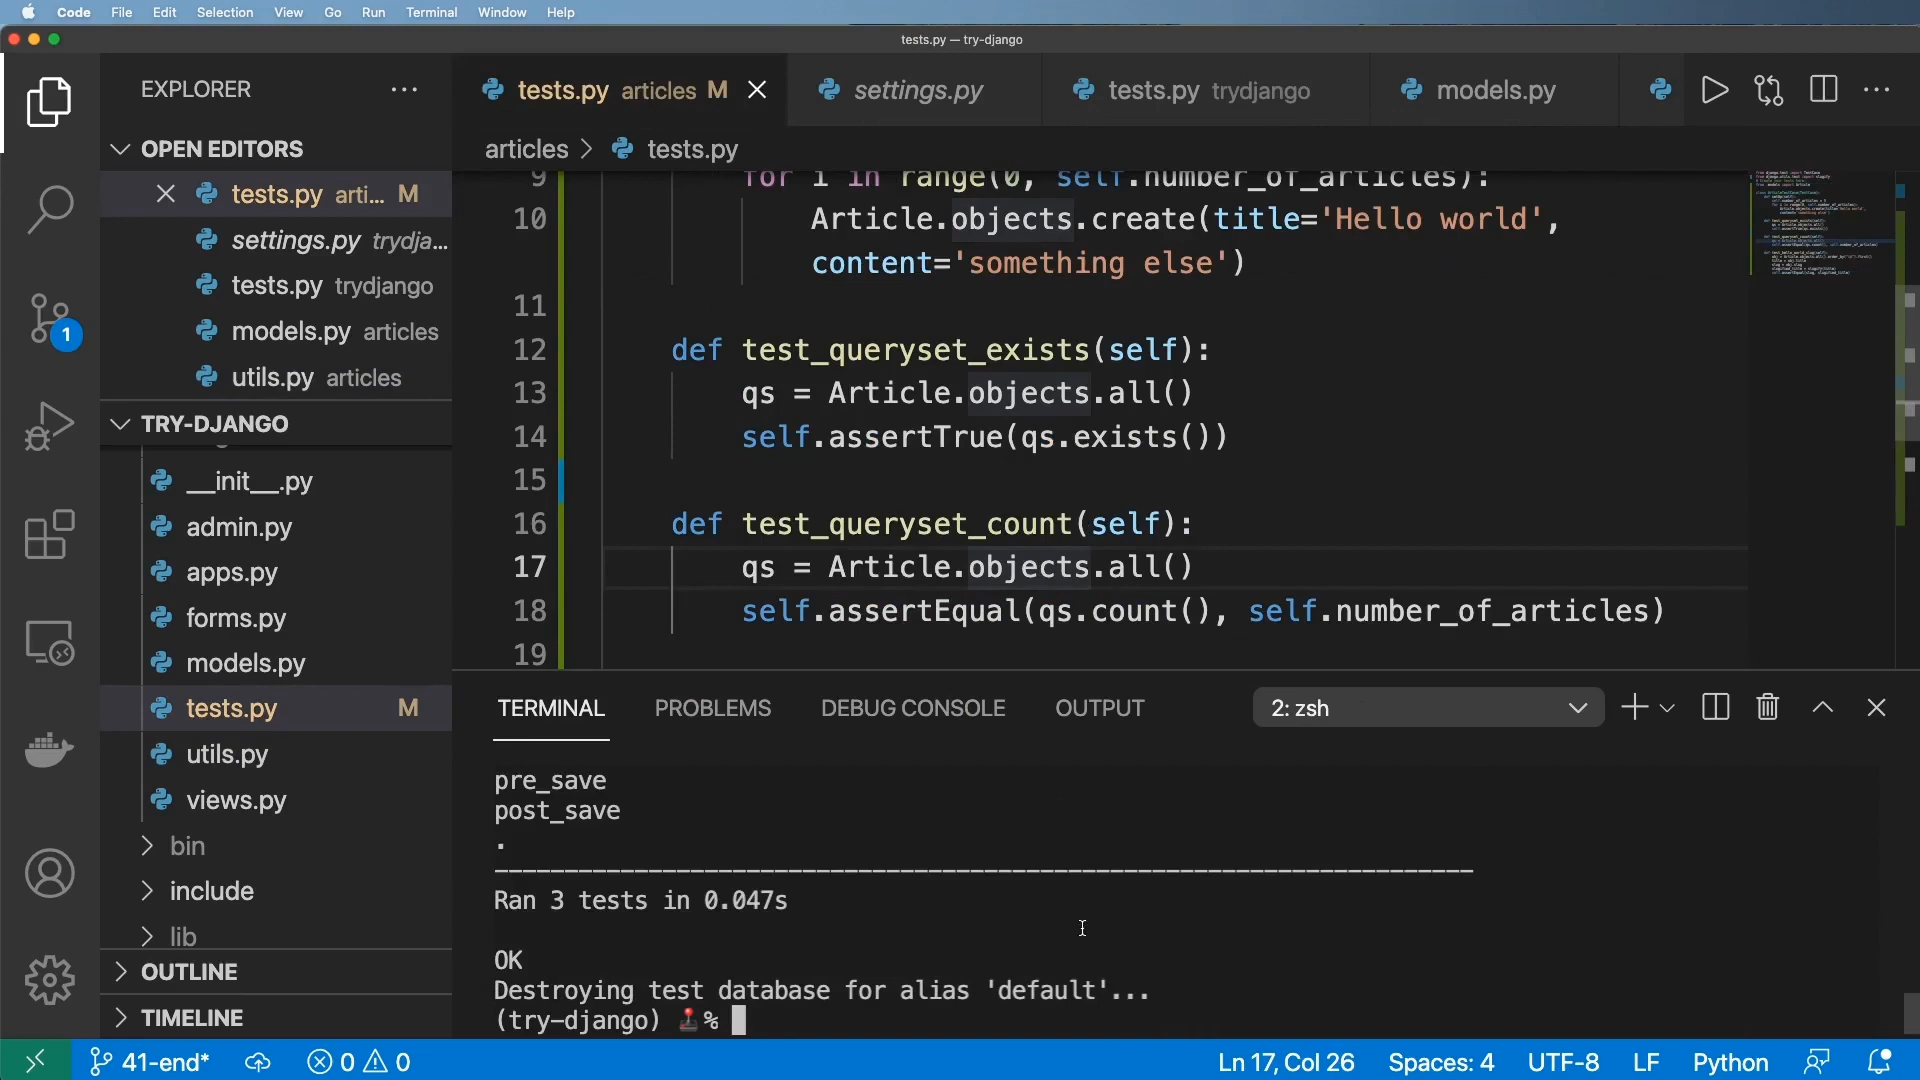 Code File Edit Selection View Go Run Terminal Window Help
tests.py — try-django
EXPLORER
OPEN EDITORS
tests.py arti... M
settings.py trydja...
tests.py trydjango
models.py articles
utils.py articles
TRY-DJANGO
__init__.py
admin.py
apps.py
forms.py
models.py
tests.py M
utils.py
views.py
bin
include
lib
OUTLINE
TIMELINE
1
tests.py articles M
settings.py
tests.py trydjango
models.py
articles > tests.py
9 for i in range(0, self.number_of_articles):
10 Article.objects.create(title='Hello world',
content='something else')
11
12 def test_queryset_exists(self):
13 qs = Article.objects.all()
14 self.assertTrue(qs.exists())
15
16 def test_queryset_count(self):
17 qs = Article.objects.all()
18 self.assertEqual(qs.count(), self.number_of_articles)
19
TERMINAL PROBLEMS DEBUG CONSOLE OUTPUT 2: zsh
pre_save
post_save
.
----------------------------------------------------------------------
Ran 3 tests in 0.047s
OK
Destroying test database for alias 'default'...
(try-django) 🕹️%
41-end* 0 0 Ln 17, Col 26 Spaces: 4 UTF-8 LF Python